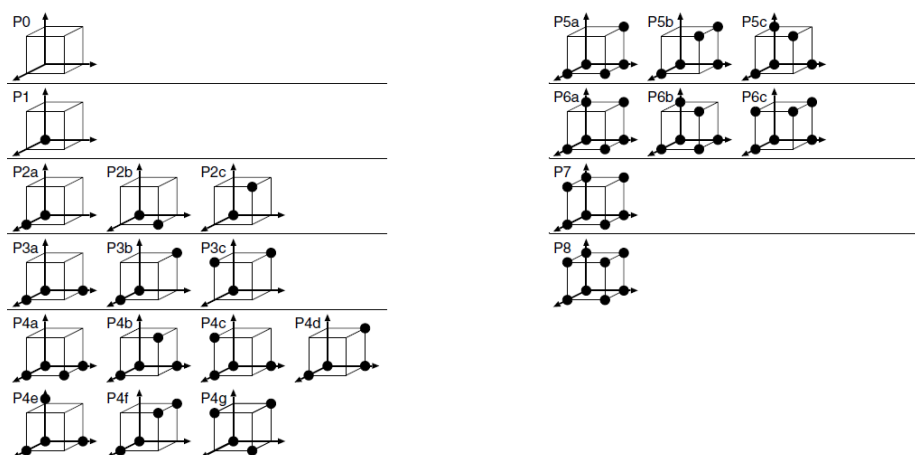 P0
P1
P2a P2b P2c
P3a P3b P3c
P4a P4b P4c P4d
P4e P4f P4g
P5a P5b P5c
P6a P6b P6c
P7
P8